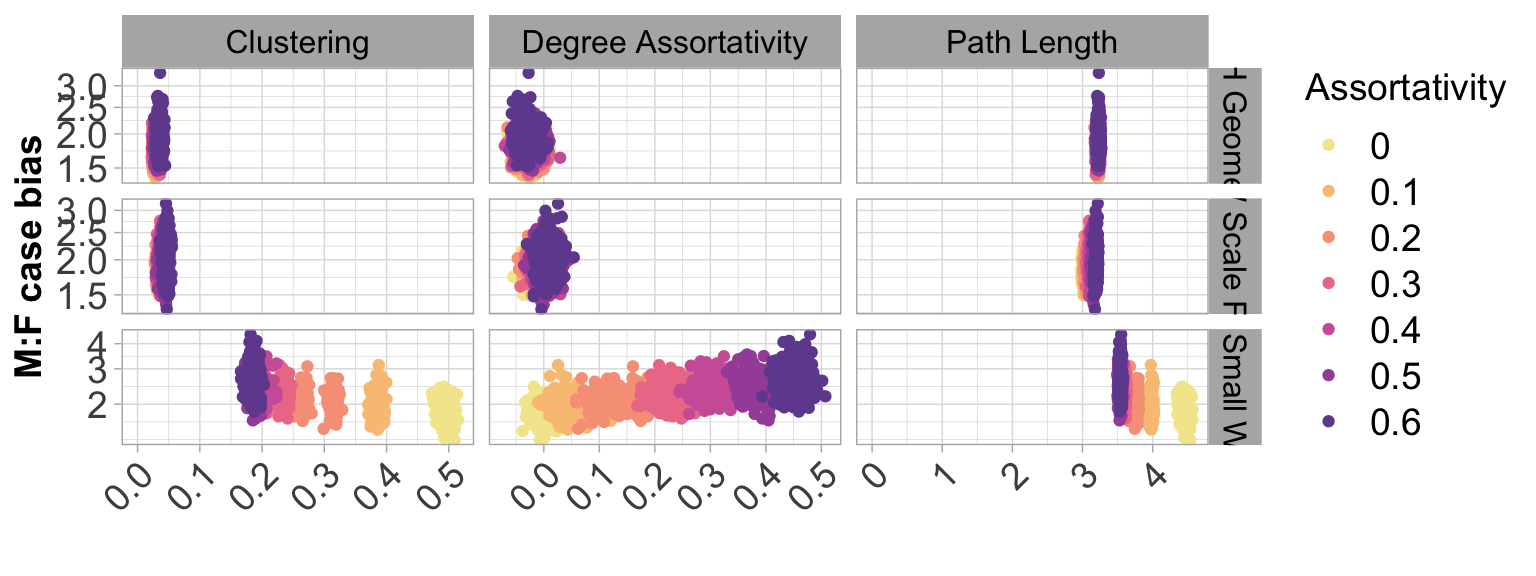 Clustering
Degree Assortativity
Path Length
M:F case bias
3.0
2.5
2.0
1.5
Geome
3.0
2.5
2.0
1.5
Scale F
4
3
2
Small W
0.0 0.1 0.2 0.3 0.4 0.5
0.0 0.1 0.2 0.3 0.4 0.5
0 1 2 3 4
Assortativity
0
0.1
0.2
0.3
0.4
0.5
0.6